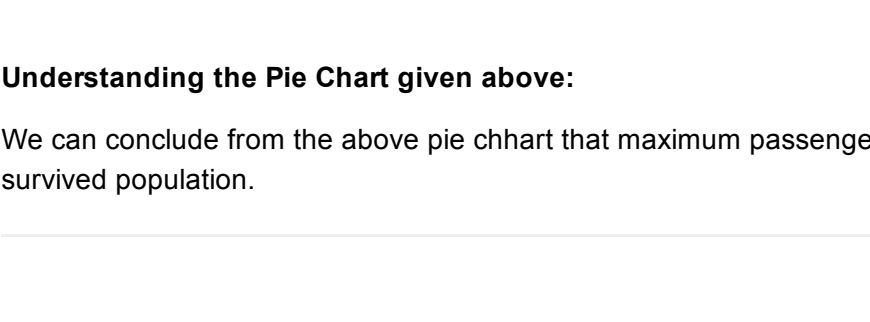 Understanding the Pie Chart given above:
We can conclude from the above pie chhart that maximum passenge
survived population.